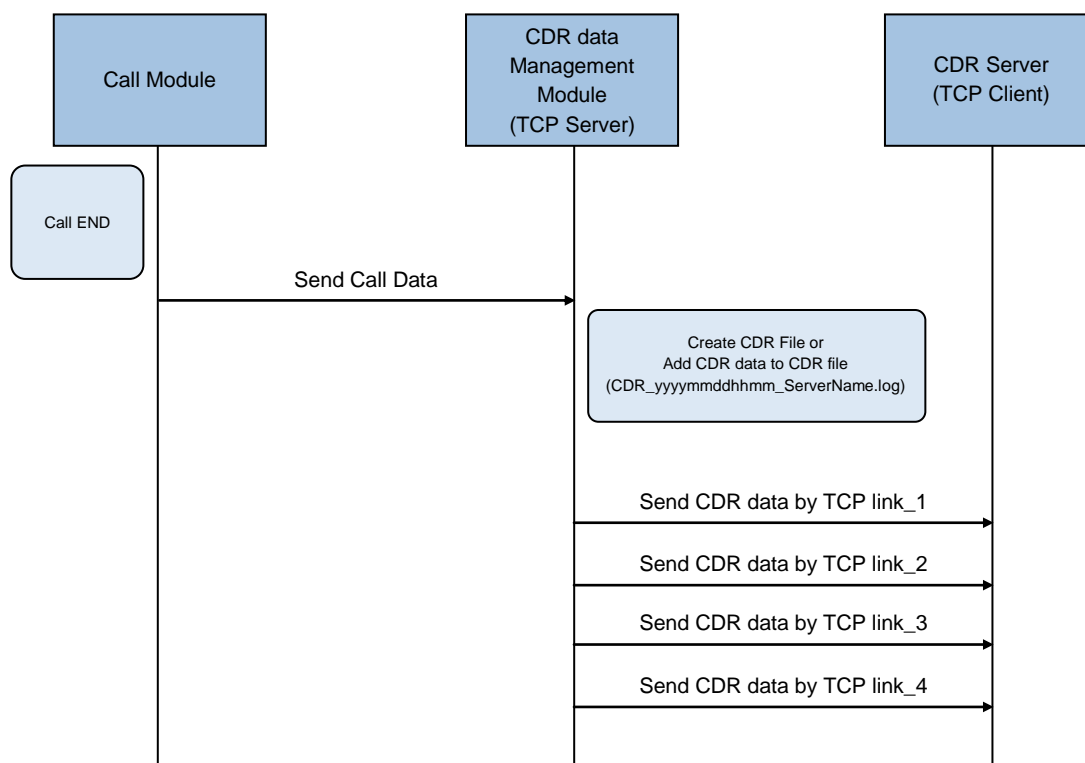 Call Module
CDR data
Management
Module
(TCP Server)
CDR Server
(TCP Client)
Call END
Send Call Data
Create CDR File or
Add CDR data to CDR file
(CDR_yyyymmddhhmm_ServerName.log)
Send CDR data by TCP link_1
Send CDR data by TCP link_2
Send CDR data by TCP link_3
Send CDR data by TCP link_4